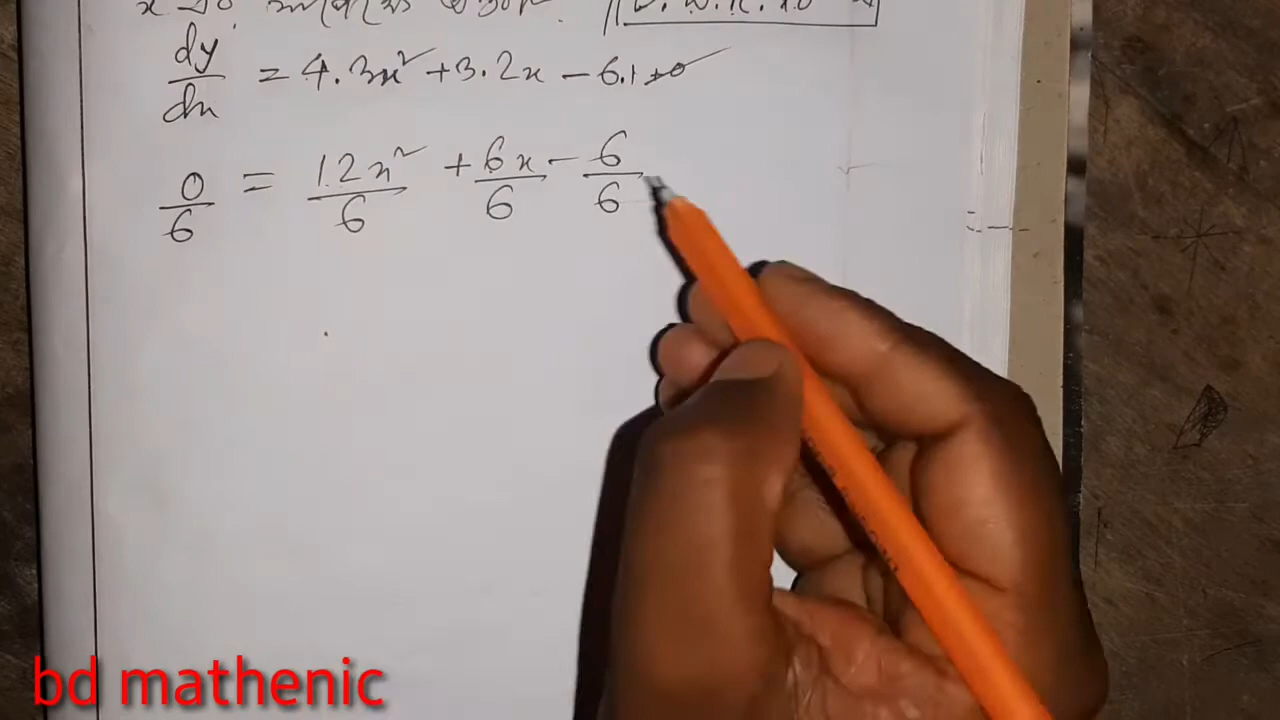 dy/dx = 4.3x² + 3.2x - 6.1 + 0
0/6 = 12x²/6 + 6x/6 - 6/6
bd mathenic